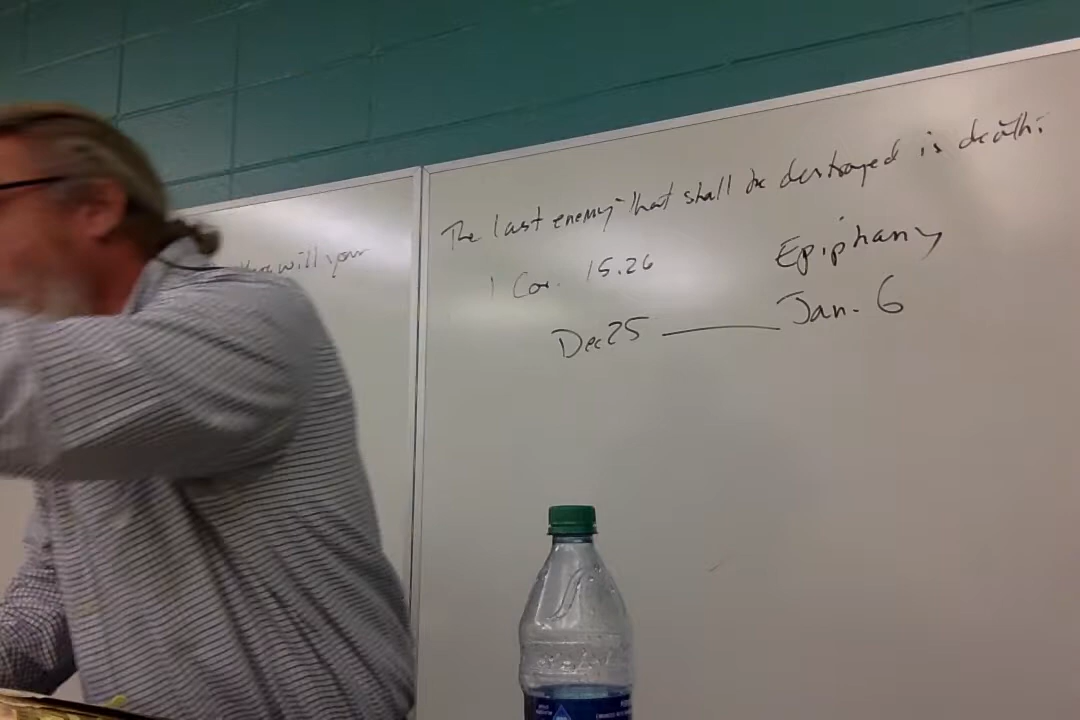 The last enemy that shall be destroyed is death.
1 Cor. 15.26
Epiphany
Dec 25 — Jan. 6
will your